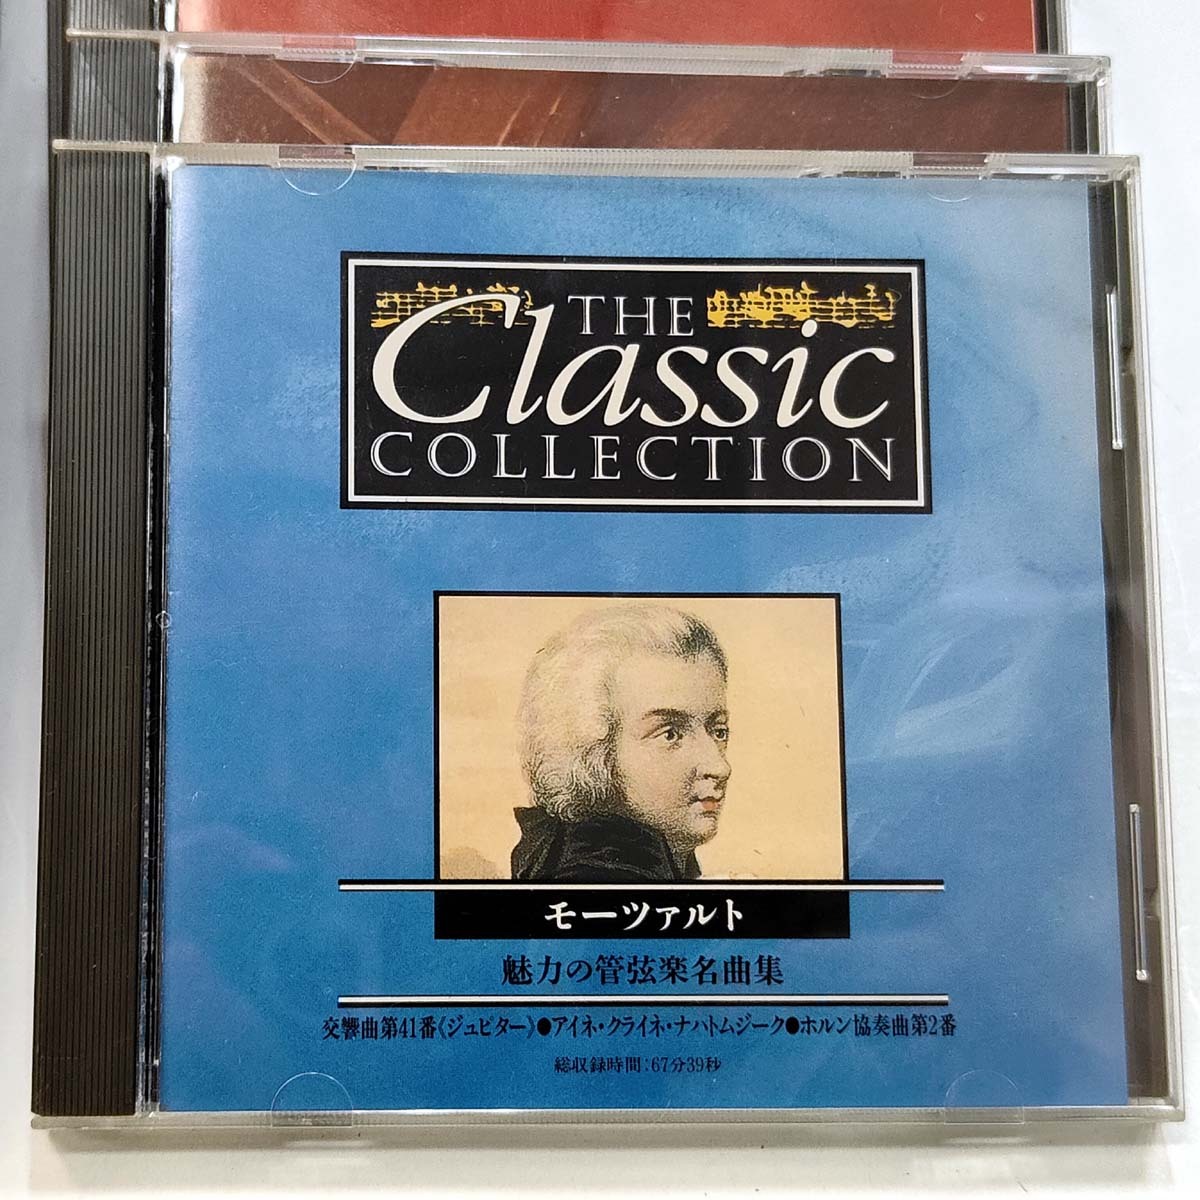 THE
Classic
COLLECTION
モーツァルト
魅力の管弦楽名曲集
交響曲第41番《ジュピター》●アイネ・クライネ・ナハトムジーク●ホルン協奏曲第2番
総収録時間:67分39秒